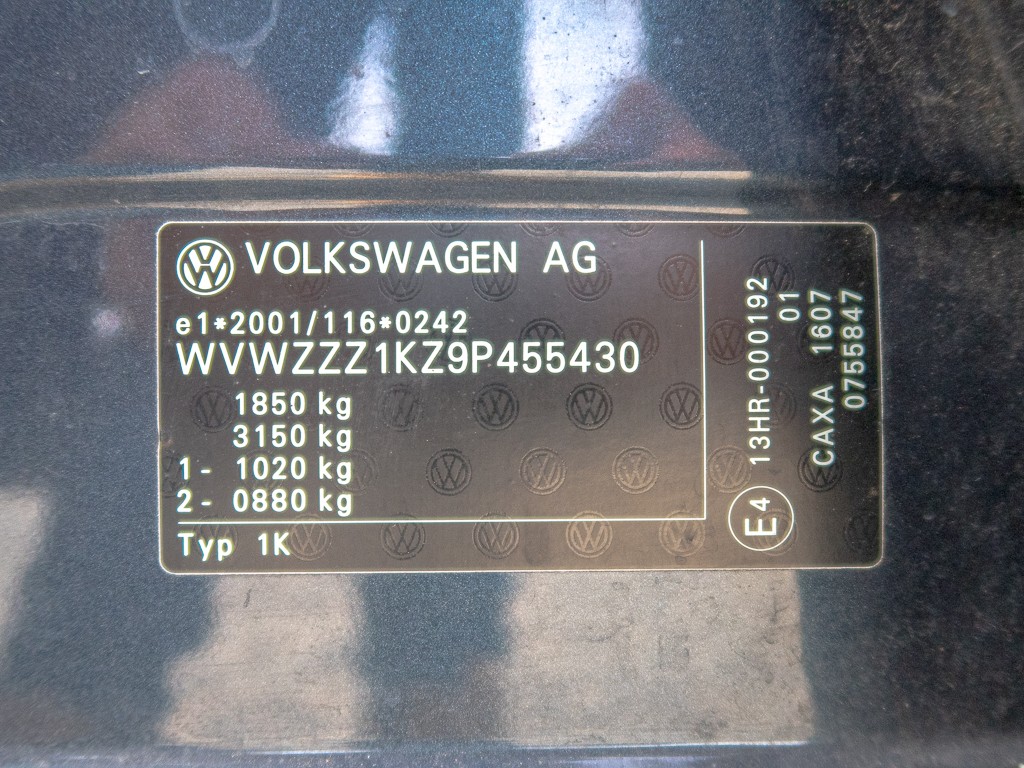 VOLKSWAGEN AG
e1*2001/116*0242
WVWZZZ1KZ9P455430
1850 kg
3150 kg
1- 1020 kg
2- 0880 kg
Typ 1K
E4 13HR-000192
01
CAXA 1607
0755847